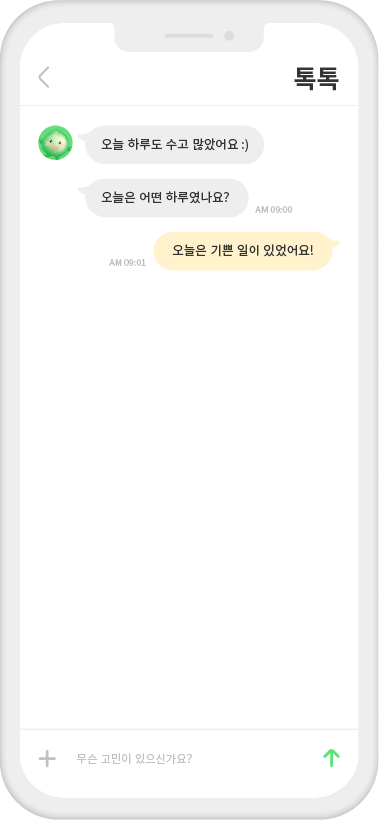 톡톡
오늘 하루도 수고 많았어요 :)
오늘은 어떤 하루였나요?
AM 09:00
오늘은 기쁜 일이 있었어요!
AM 09:01
무슨 고민이 있으신가요?